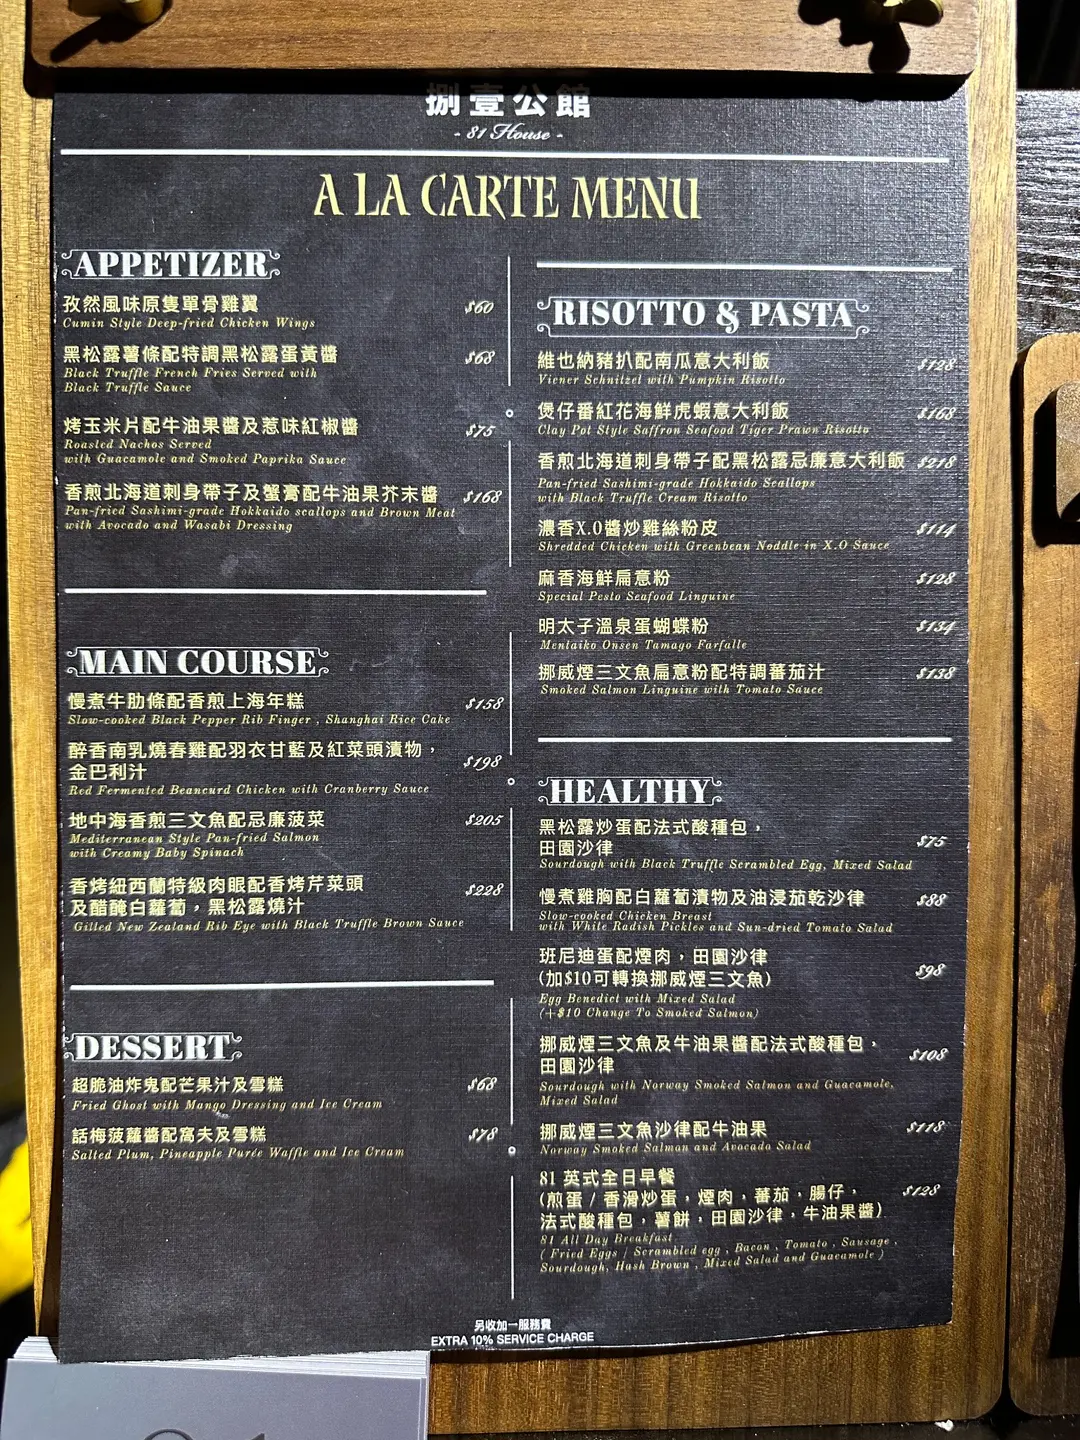 捌壹公館
- 81 House -
A LA CARTE MENU
APPETIZER
孜然風味原隻單骨雞翼
$60
Cumin Style Deep-fried Chicken Wings
黑松露薯條配特調黑松露蛋黃醬
$68
Black Truffle French Fries Served with
Black Truffle Sauce
烤玉米片配牛油果醬及惹味紅椒醬
$75
Roasted Nachos Served
with Guacamole and Smoked Paprika Sauce
香煎北海道刺身帶子及蟹膏配牛油果芥末醬
$168
Pan-fried Sashimi-grade Hokkaido scallops and Brown Meat
with Avocado and Wasabi Dressing
MAIN COURSE
慢煮牛肋條配香煎上海年糕
$158
Slow-cooked Black Pepper Rib Finger , Shanghai Rice Cake
醉香南乳燒春雞配羽衣甘藍及紅菜頭漬物，
金巴利汁
$198
Red Fermented Beancurd Chicken with Cranberry Sauce
地中海香煎三文魚配忌廉菠菜
$205
Mediterranean Style Pan-fried Salmon
with Creamy Baby Spinach
香烤紐西蘭特級肉眼配香烤芹菜頭
及醋醃白蘿蔔，黑松露燒汁
$228
Gilled New Zealand Rib Eye with Black Truffle Brown Sauce
DESSERT
超脆油炸鬼配芒果汁及雪糕
$68
Fried Ghost with Mango Dressing and Ice Cream
話梅菠蘿醬配窩夫及雪糕
$78
Salted Plum, Pineapple Purée Waffle and Ice Cream
RISOTTO & PASTA
維也納豬扒配南瓜意大利飯
$128
Viener Schnitzel with Pumpkin Risotto
煲仔番紅花海鮮虎蝦意大利飯
$168
Clay Pot Style Saffron Seafood Tiger Prawn Risotto
香煎北海道刺身帶子配黑松露忌廉意大利飯
$218
Pan-fried Sashimi-grade Hokkaido Scallops
with Black Truffle Cream Risotto
濃香X.O醬炒雞絲粉皮
$114
Shredded Chicken with Greenbean Noddle in X.O Sauce
麻香海鮮扁意粉
$128
Special Pesto Seafood Linguine
明太子溫泉蛋蝴蝶粉
$134
Mentaiko Onsen Tamago Farfalle
挪威煙三文魚扁意粉配特調蕃茄汁
$138
Smoked Salmon Linguine with Tomato Sauce
HEALTHY
黑松露炒蛋配法式酸種包，
田園沙律
$75
Sourdough with Black Truffle Scrambled Egg, Mixed Salad
慢煮雞胸配白蘿蔔漬物及油浸茄乾沙律
$88
Slow-cooked Chicken Breast
with White Radish Pickles and Sun-dried Tomato Salad
班尼迪蛋配煙肉，田園沙律
(加$10可轉換挪威煙三文魚)
$98
Egg Benedict with Mixed Salad
(+$10 Change To Smoked Salmon)
挪威煙三文魚及牛油果醬配法式酸種包，
田園沙律
$108
Sourdough with Norway Smoked Salmon and Guacamole,
Mixed Salad
挪威煙三文魚沙律配牛油果
$118
Norway Smoked Salman and Avocado Salad
81 英式全日早餐
(煎蛋 / 香滑炒蛋，煙肉，蕃茄，腸仔，
$128
法式酸種包，薯餅，田園沙律，牛油果醬)
81 All Day Breakfast
( Fried Eggs / Scrambled egg , Bacon , Tomato , Sausage ,
Sourdough, Hash Brown , Mixed Salad and Guacamole )
另收加一服務費
EXTRA 10% SERVICE CHARGE